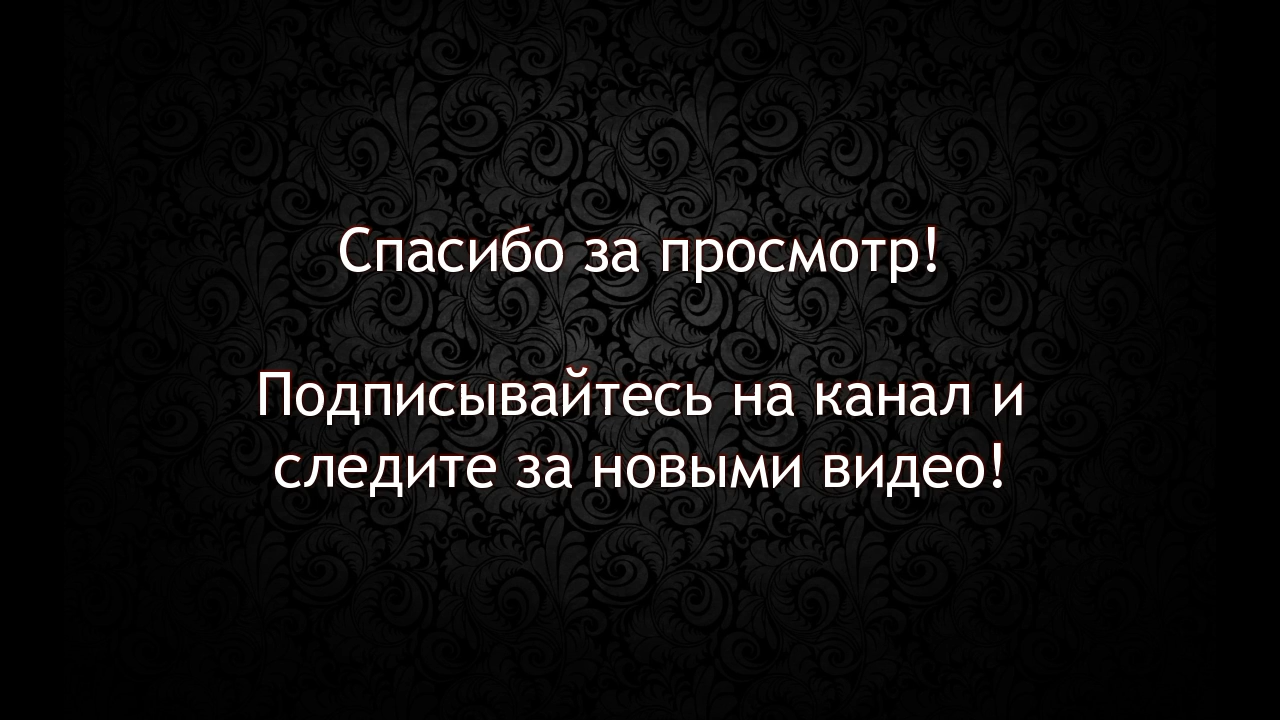 Спасибо за просмотр!
Подписывайтесь на канал и
следите за новыми видео!